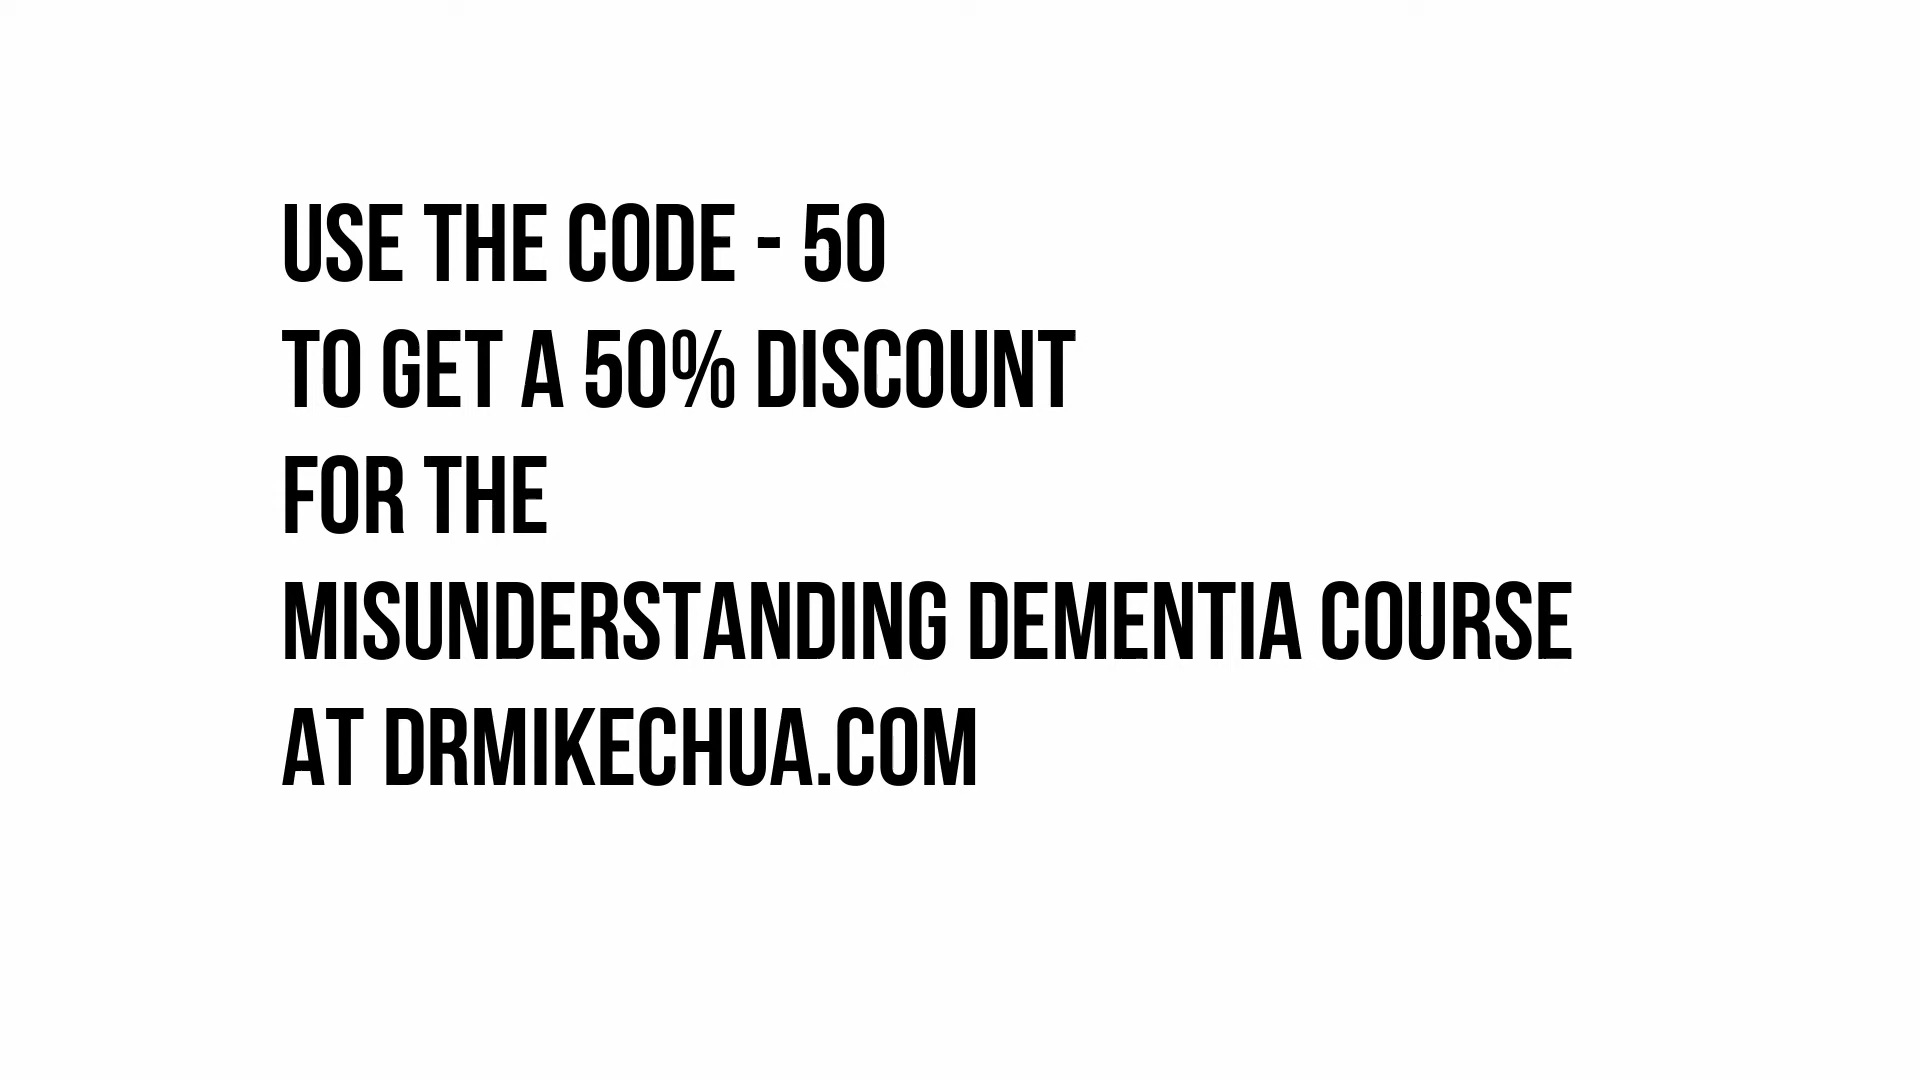 USE THE CODE - 50
TO GET A 50% DISCOUNT
FOR THE
MISUNDERSTANDING DEMENTIA COURSE
AT DRMIKECHUA.COM